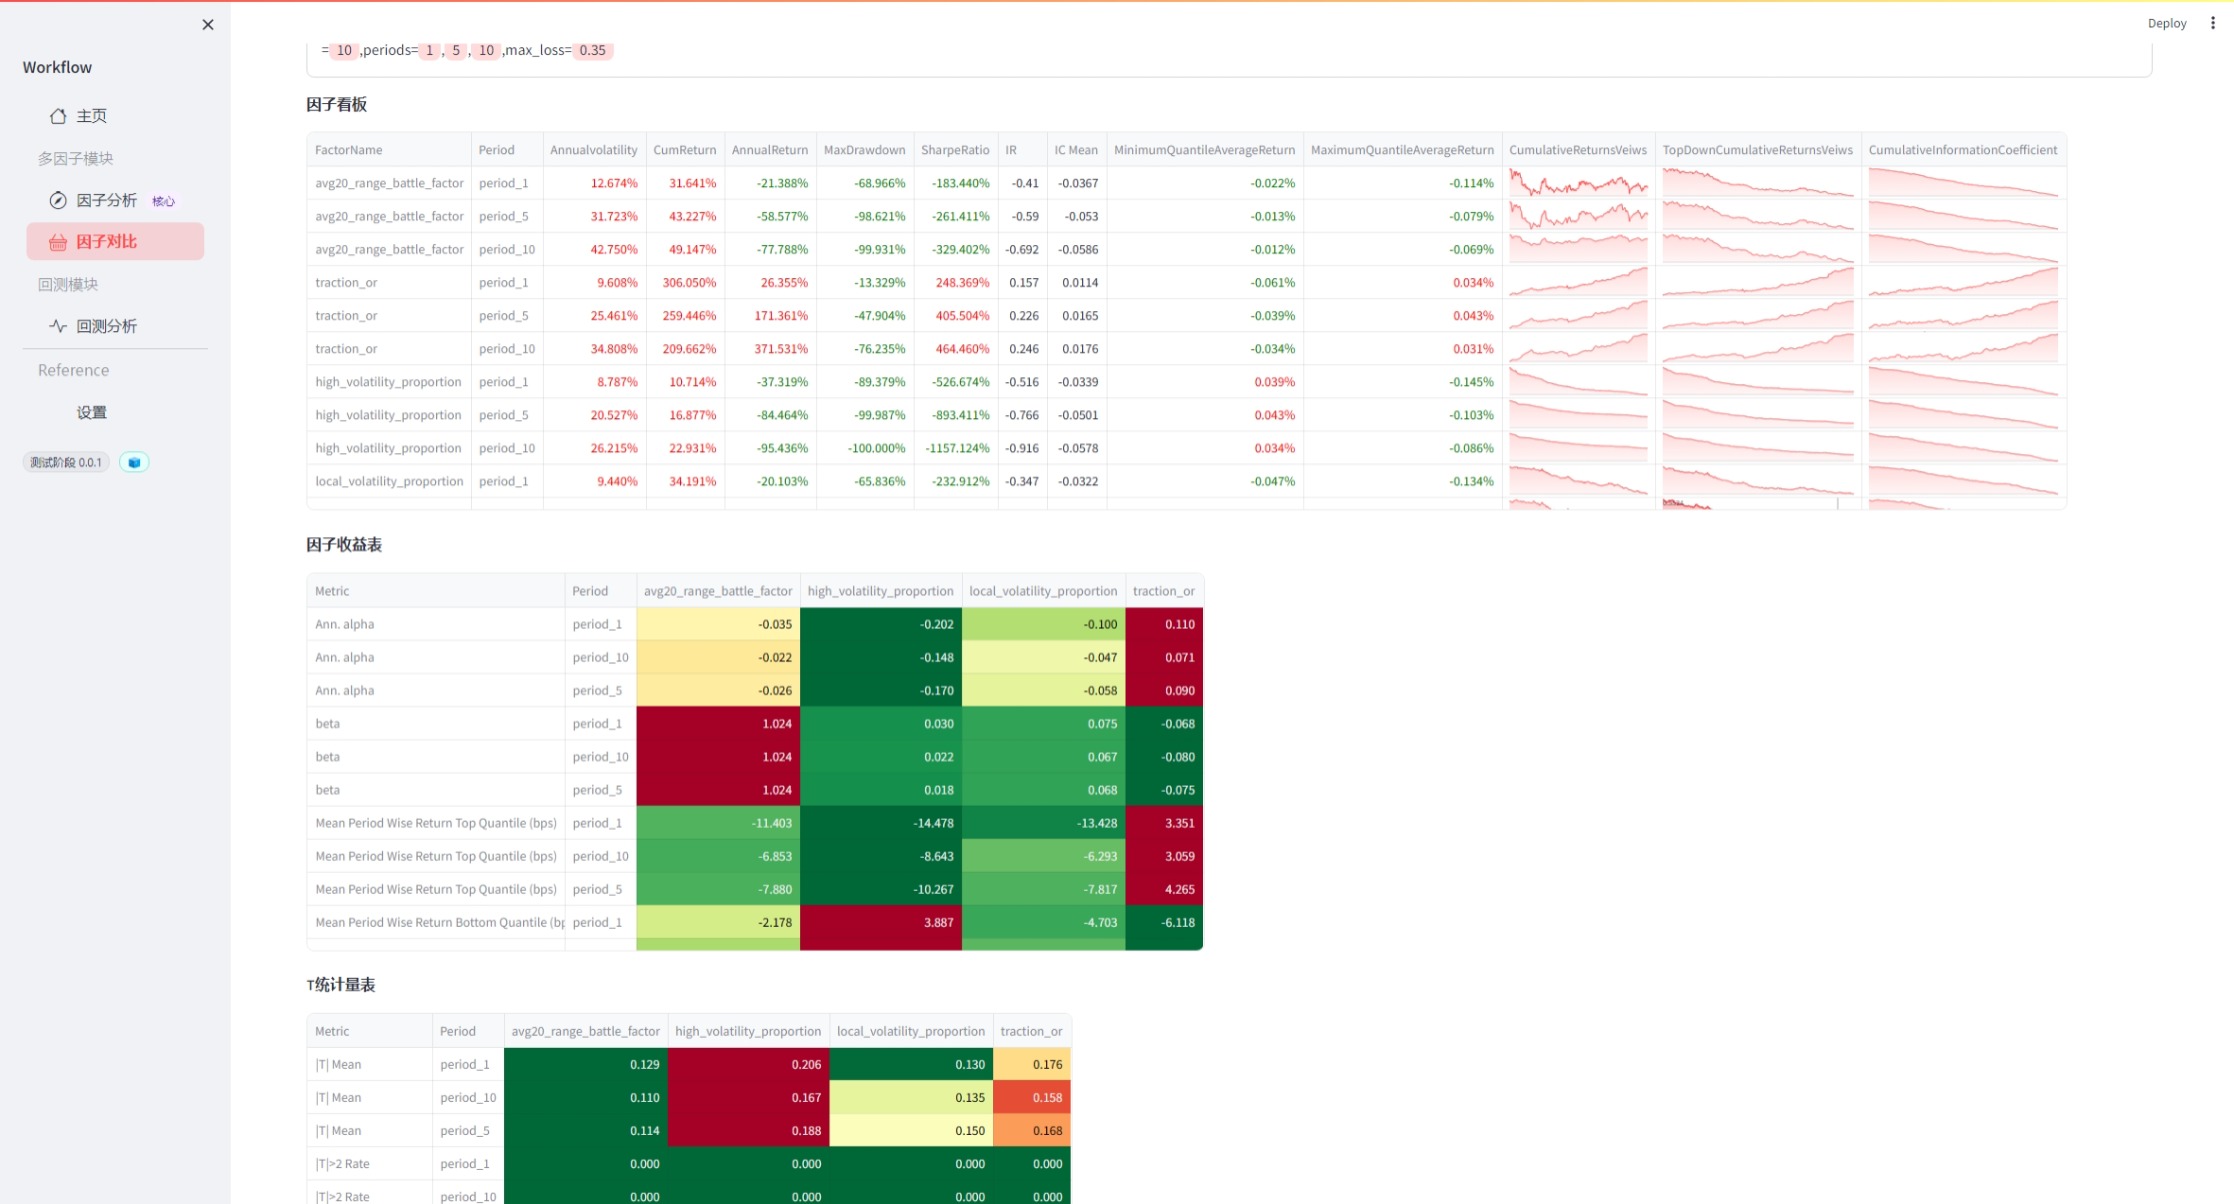 Deploy
Workflow
主页
多因子模块
因子分析 核心
因子对比
回测模块
回测分析
Reference
设置
测试阶段 0.0.1
=10,periods=1,5,10,max_loss=0.35
因子看板
FactorName Period Annualvolatility CumReturn AnnualReturn MaxDrawdown SharpeRatio IR IC Mean MinimumQuantileAverageReturn MaximumQuantileAverageReturn CumulativeReturnsVeiws TopDownCumulativeReturnsVeiws CumulativeInformationCoefficient
avg20_range_battle_factor period_1 12.674% 31.641% -21.388% -68.966% -183.440% -0.41 -0.0367 -0.022% -0.114%
avg20_range_battle_factor period_5 31.723% 43.227% -58.577% -98.621% -261.411% -0.59 -0.053 -0.013% -0.079%
avg20_range_battle_factor period_10 42.750% 49.147% -77.788% -99.931% -329.402% -0.692 -0.0586 -0.012% -0.069%
traction_or period_1 9.608% 306.050% 26.355% -13.329% 248.369% 0.157 0.0114 -0.061% 0.034%
traction_or period_5 25.461% 259.446% 171.361% -47.904% 405.504% 0.226 0.0165 -0.039% 0.043%
traction_or period_10 34.808% 209.662% 371.531% -76.235% 464.460% 0.246 0.0176 -0.034% 0.031%
high_volatility_proportion period_1 8.787% 10.714% -37.319% -89.379% -526.674% -0.516 -0.0339 0.039% -0.145%
high_volatility_proportion period_5 20.527% 16.877% -84.464% -99.987% -893.411% -0.766 -0.0501 0.043% -0.103%
high_volatility_proportion period_10 26.215% 22.931% -95.436% -100.000% -1157.124% -0.916 -0.0578 0.034% -0.086%
local_volatility_proportion period_1 9.440% 34.191% -20.103% -65.836% -232.912% -0.347 -0.0322 -0.047% -0.134%
因子收益表
Metric Period avg20_range_battle_factor high_volatility_proportion local_volatility_proportion traction_or
Ann. alpha period_1 -0.035 -0.202 -0.100 0.110
Ann. alpha period_10 -0.022 -0.148 -0.047 0.071
Ann. alpha period_5 -0.026 -0.170 -0.058 0.090
beta period_1 1.024 0.030 0.075 -0.068
beta period_10 1.024 0.022 0.067 -0.080
beta period_5 1.024 0.018 0.068 -0.075
Mean Period Wise Return Top Quantile (bps) period_1 -11.403 -14.478 -13.428 3.351
Mean Period Wise Return Top Quantile (bps) period_10 -6.853 -8.643 -6.293 3.059
Mean Period Wise Return Top Quantile (bps) period_5 -7.880 -10.267 -7.817 4.265
Mean Period Wise Return Bottom Quantile (bp period_1 -2.178 3.887 -4.703 -6.118
T统计量表
Metric Period avg20_range_battle_factor high_volatility_proportion local_volatility_proportion traction_or
|T| Mean period_1 0.129 0.206 0.130 0.176
|T| Mean period_10 0.110 0.167 0.135 0.158
|T| Mean period_5 0.114 0.188 0.150 0.168
|T|>2 Rate period_1 0.000 0.000 0.000 0.000
|T|>2 Rate period_10 0.000 0.000 0.000 0.000